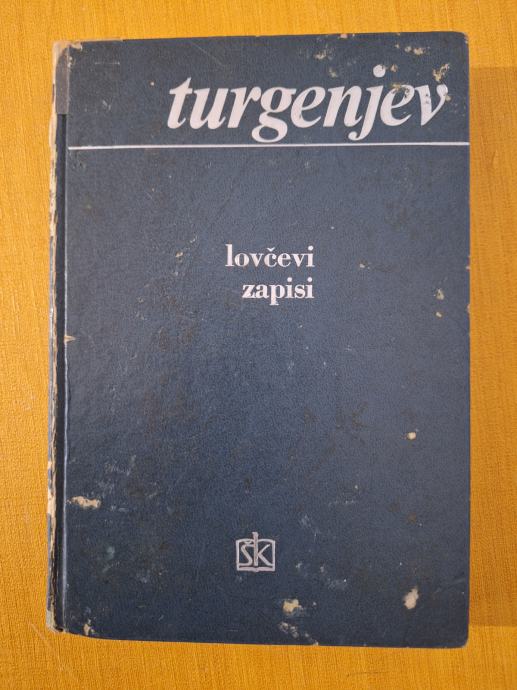 turgenjev
lovčevi
zapisi
ŠK